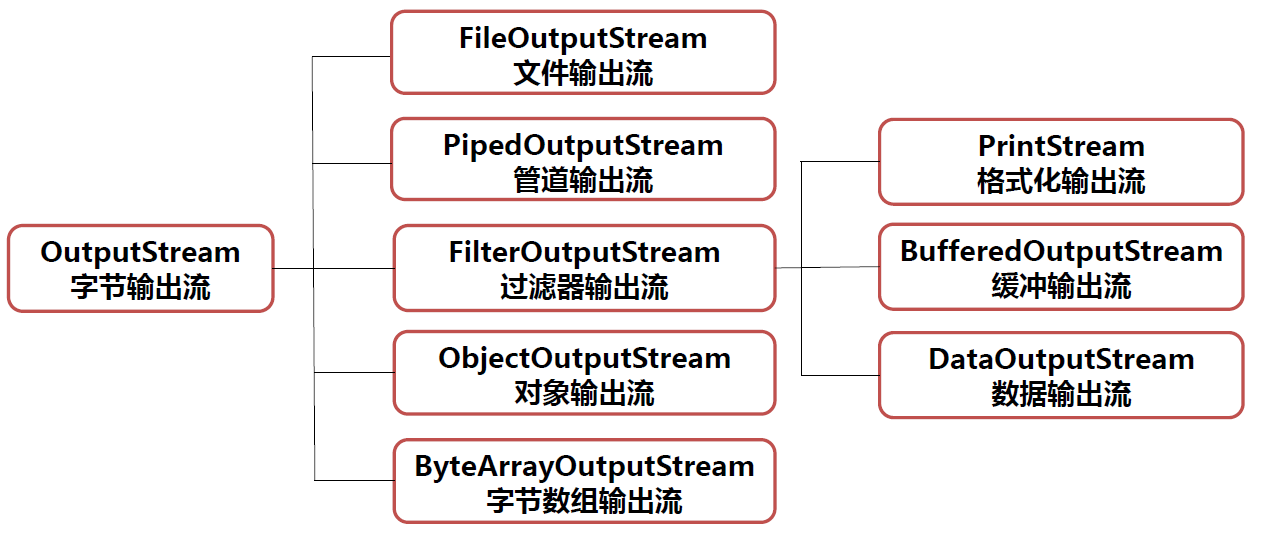 OutputStream
字节输出流
FileOutputStream
文件输出流
PipedOutputStream
管道输出流
FilterOutputStream
过滤器输出流
ObjectOutputStream
对象输出流
ByteArrayOutputStream
字节数组输出流
PrintStream
格式化输出流
BufferedOutputStream
缓冲输出流
DataOutputStream
数据输出流